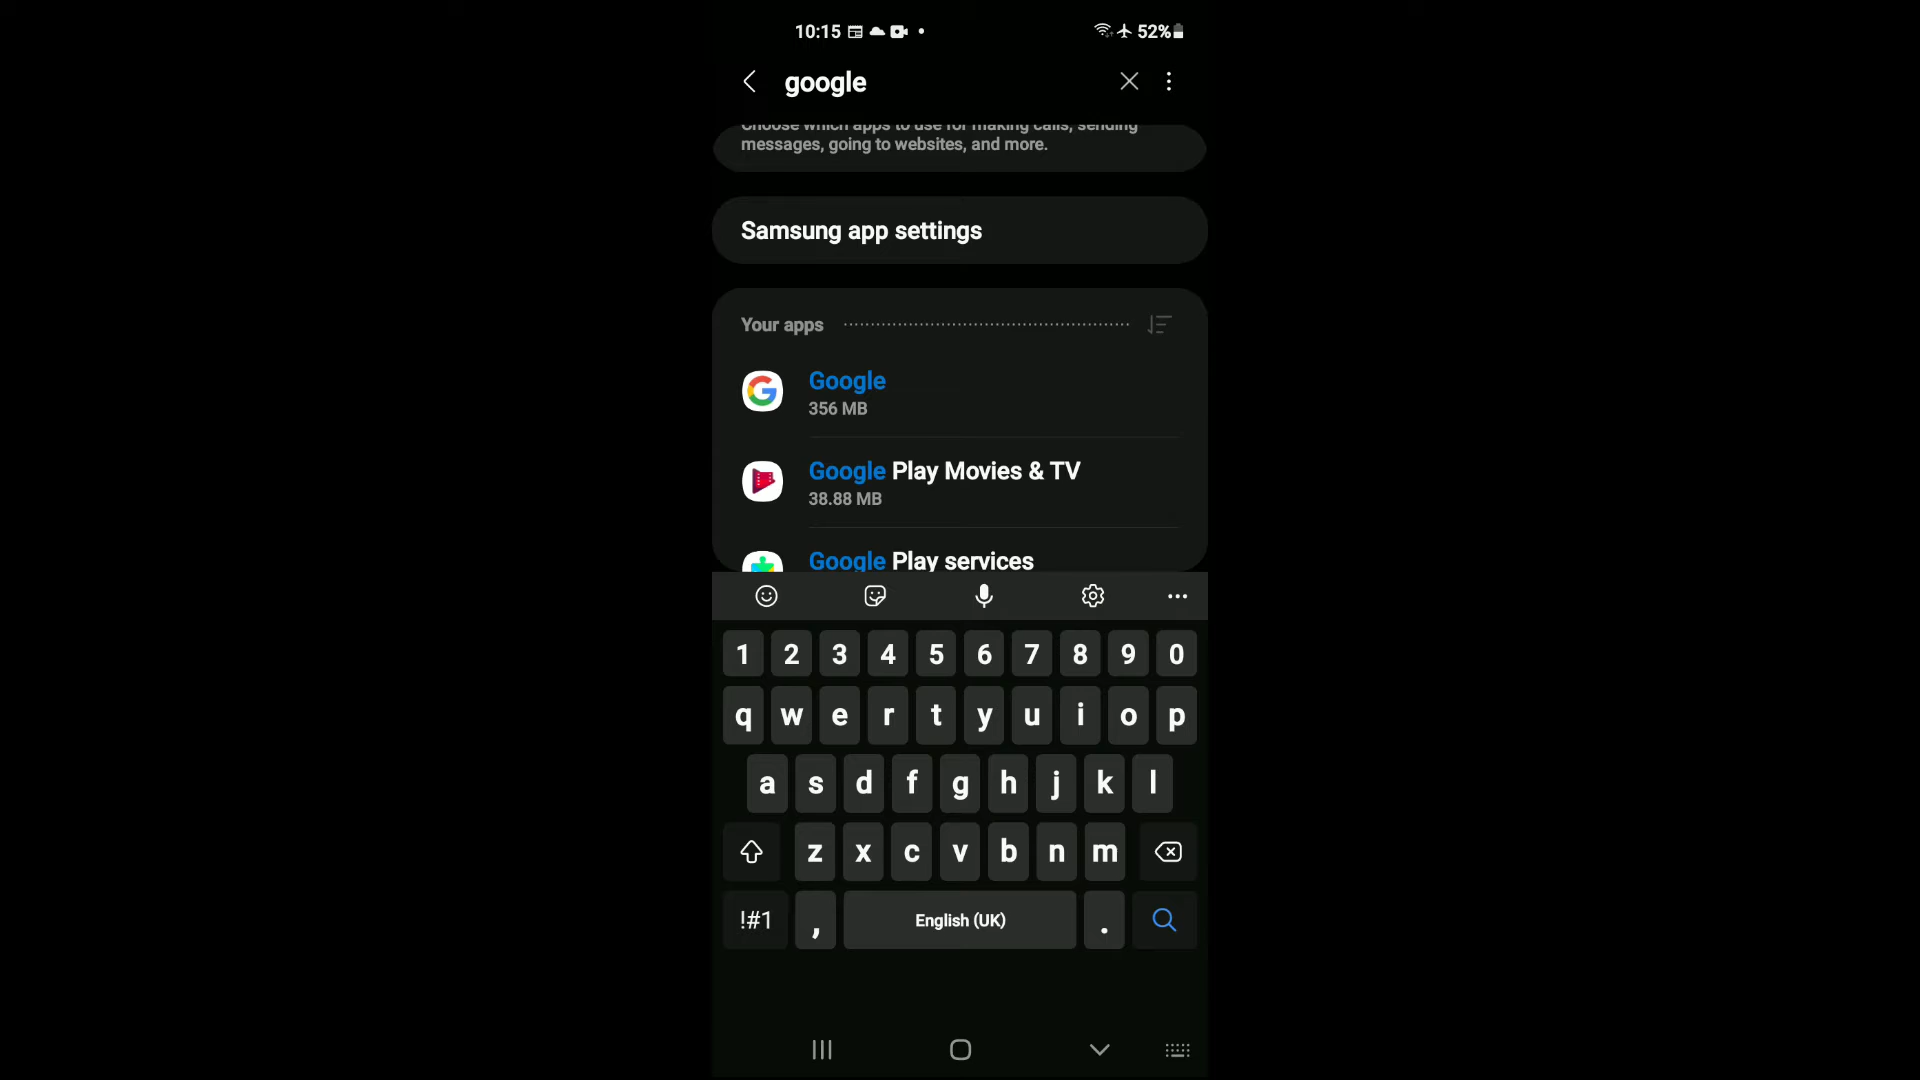 10:15 52%
google
Choose which apps to use for making calls, sending
messages, going to websites, and more.
Samsung app settings
Your apps
Google
356 MB
Google Play Movies & TV
38.88 MB
Google Play services
1 2 3 4 5 6 7 8 9 0
q w e r t y u i o p
a s d f g h j k l
z x c v b n m
!#1 , English (UK) .